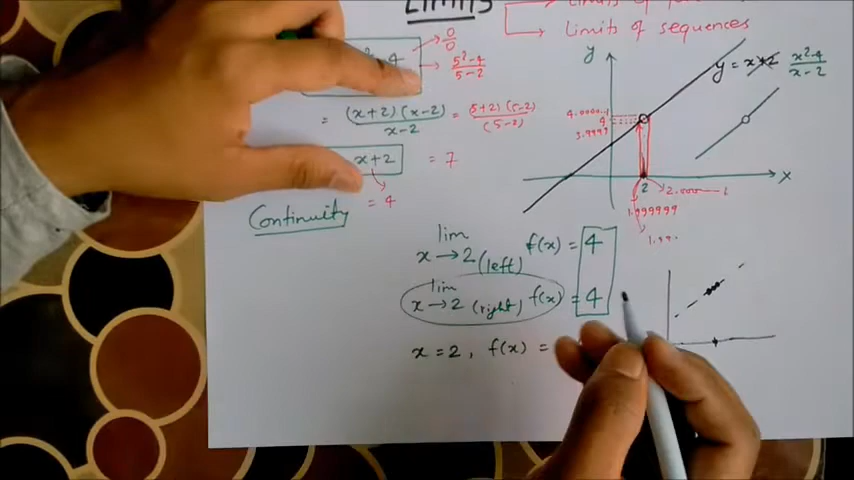 Limits
Limits of sequences
0/0
5²-4/5-2
= (x+2)(x-2)/x-2 = (5+2)(5-2)/(5-2)
x+2 = 7
= 4
Continuity
lim x→2 (left) f(x) = 4
lim x→2 (right) f(x) = 4
x = 2, f(x) =
y
y = x+2 x²-4/x-2
4.0000..1
4
3.9999
x
2
2.000——1
1.999999
1.99..